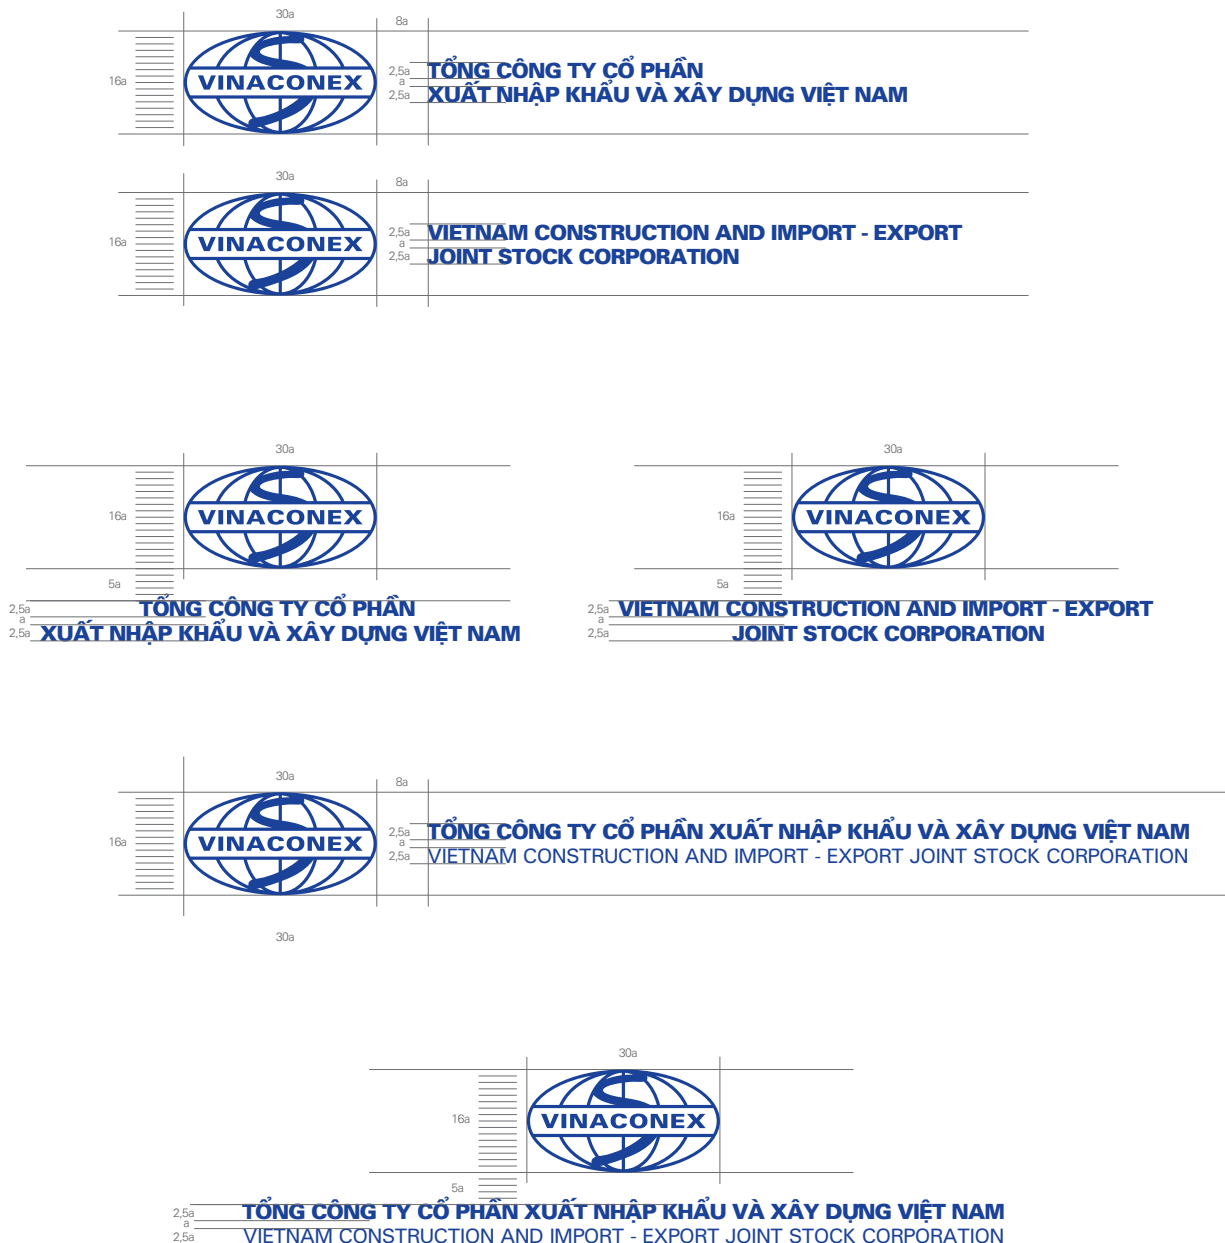 30a
8a
16a
VINACONEX
2,5a
TỔNG CÔNG TY CỔ PHẦN
a
2,5a
XUẤT NHẬP KHẨU VÀ XÂY DỰNG VIỆT NAM
30a
8a
16a
VINACONEX
2,5a
VIETNAM CONSTRUCTION AND IMPORT - EXPORT
a
2,5a
JOINT STOCK CORPORATION
30a
16a
VINACONEX
5a
2,5a
TỔNG CÔNG TY CỔ PHẦN
a
2,5a
XUẤT NHẬP KHẨU VÀ XÂY DỰNG VIỆT NAM
30a
16a
VINACONEX
5a
2,5a
VIETNAM CONSTRUCTION AND IMPORT - EXPORT
a
2,5a
JOINT STOCK CORPORATION
30a
8a
16a
VINACONEX
2,5a
TỔNG CÔNG TY CỔ PHẦN XUẤT NHẬP KHẨU VÀ XÂY DỰNG VIỆT NAM
a
2,5a
VIETNAM CONSTRUCTION AND IMPORT - EXPORT JOINT STOCK CORPORATION
30a
30a
16a
VINACONEX
5a
2,5a
TỔNG CÔNG TY CỔ PHẦN XUẤT NHẬP KHẨU VÀ XÂY DỰNG VIỆT NAM
a
2,5a
VIETNAM CONSTRUCTION AND IMPORT - EXPORT JOINT STOCK CORPORATION